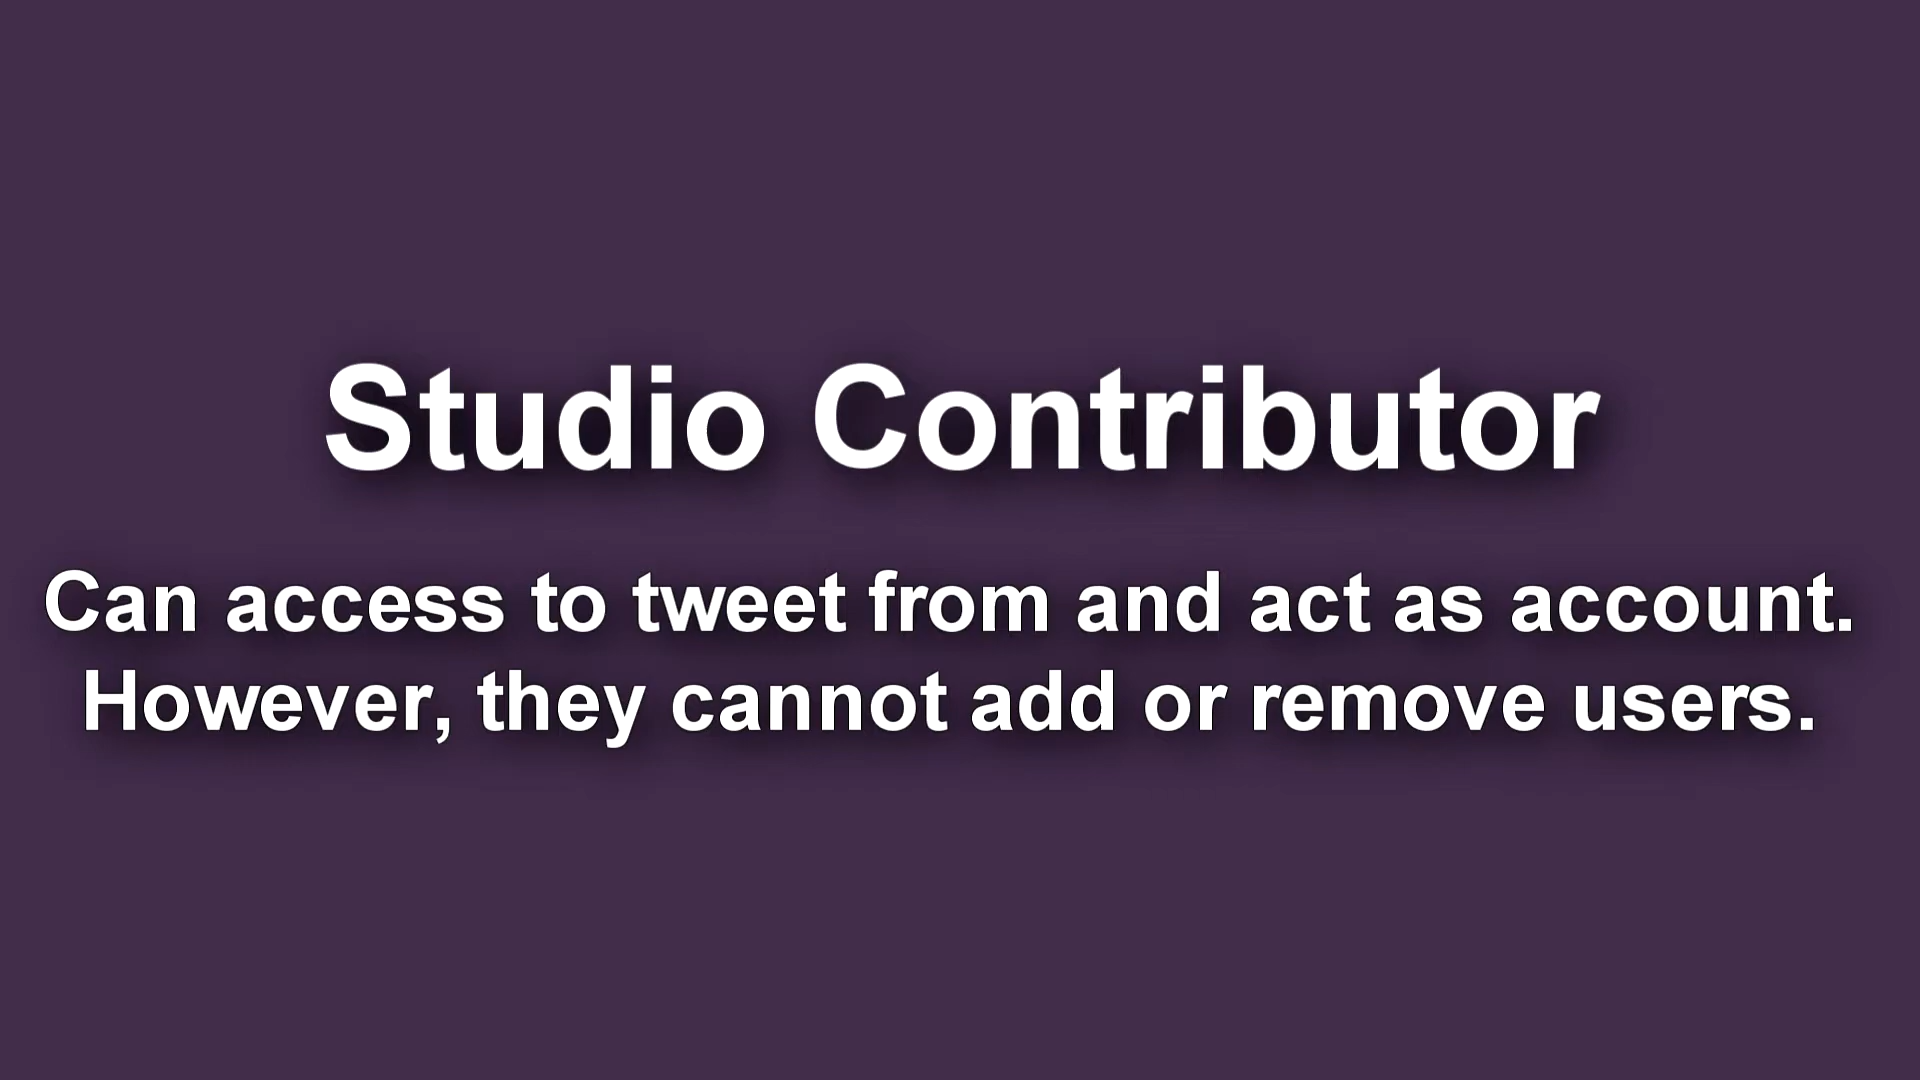 Studio Contributor
Can access to tweet from and act as account.
However, they cannot add or remove users.